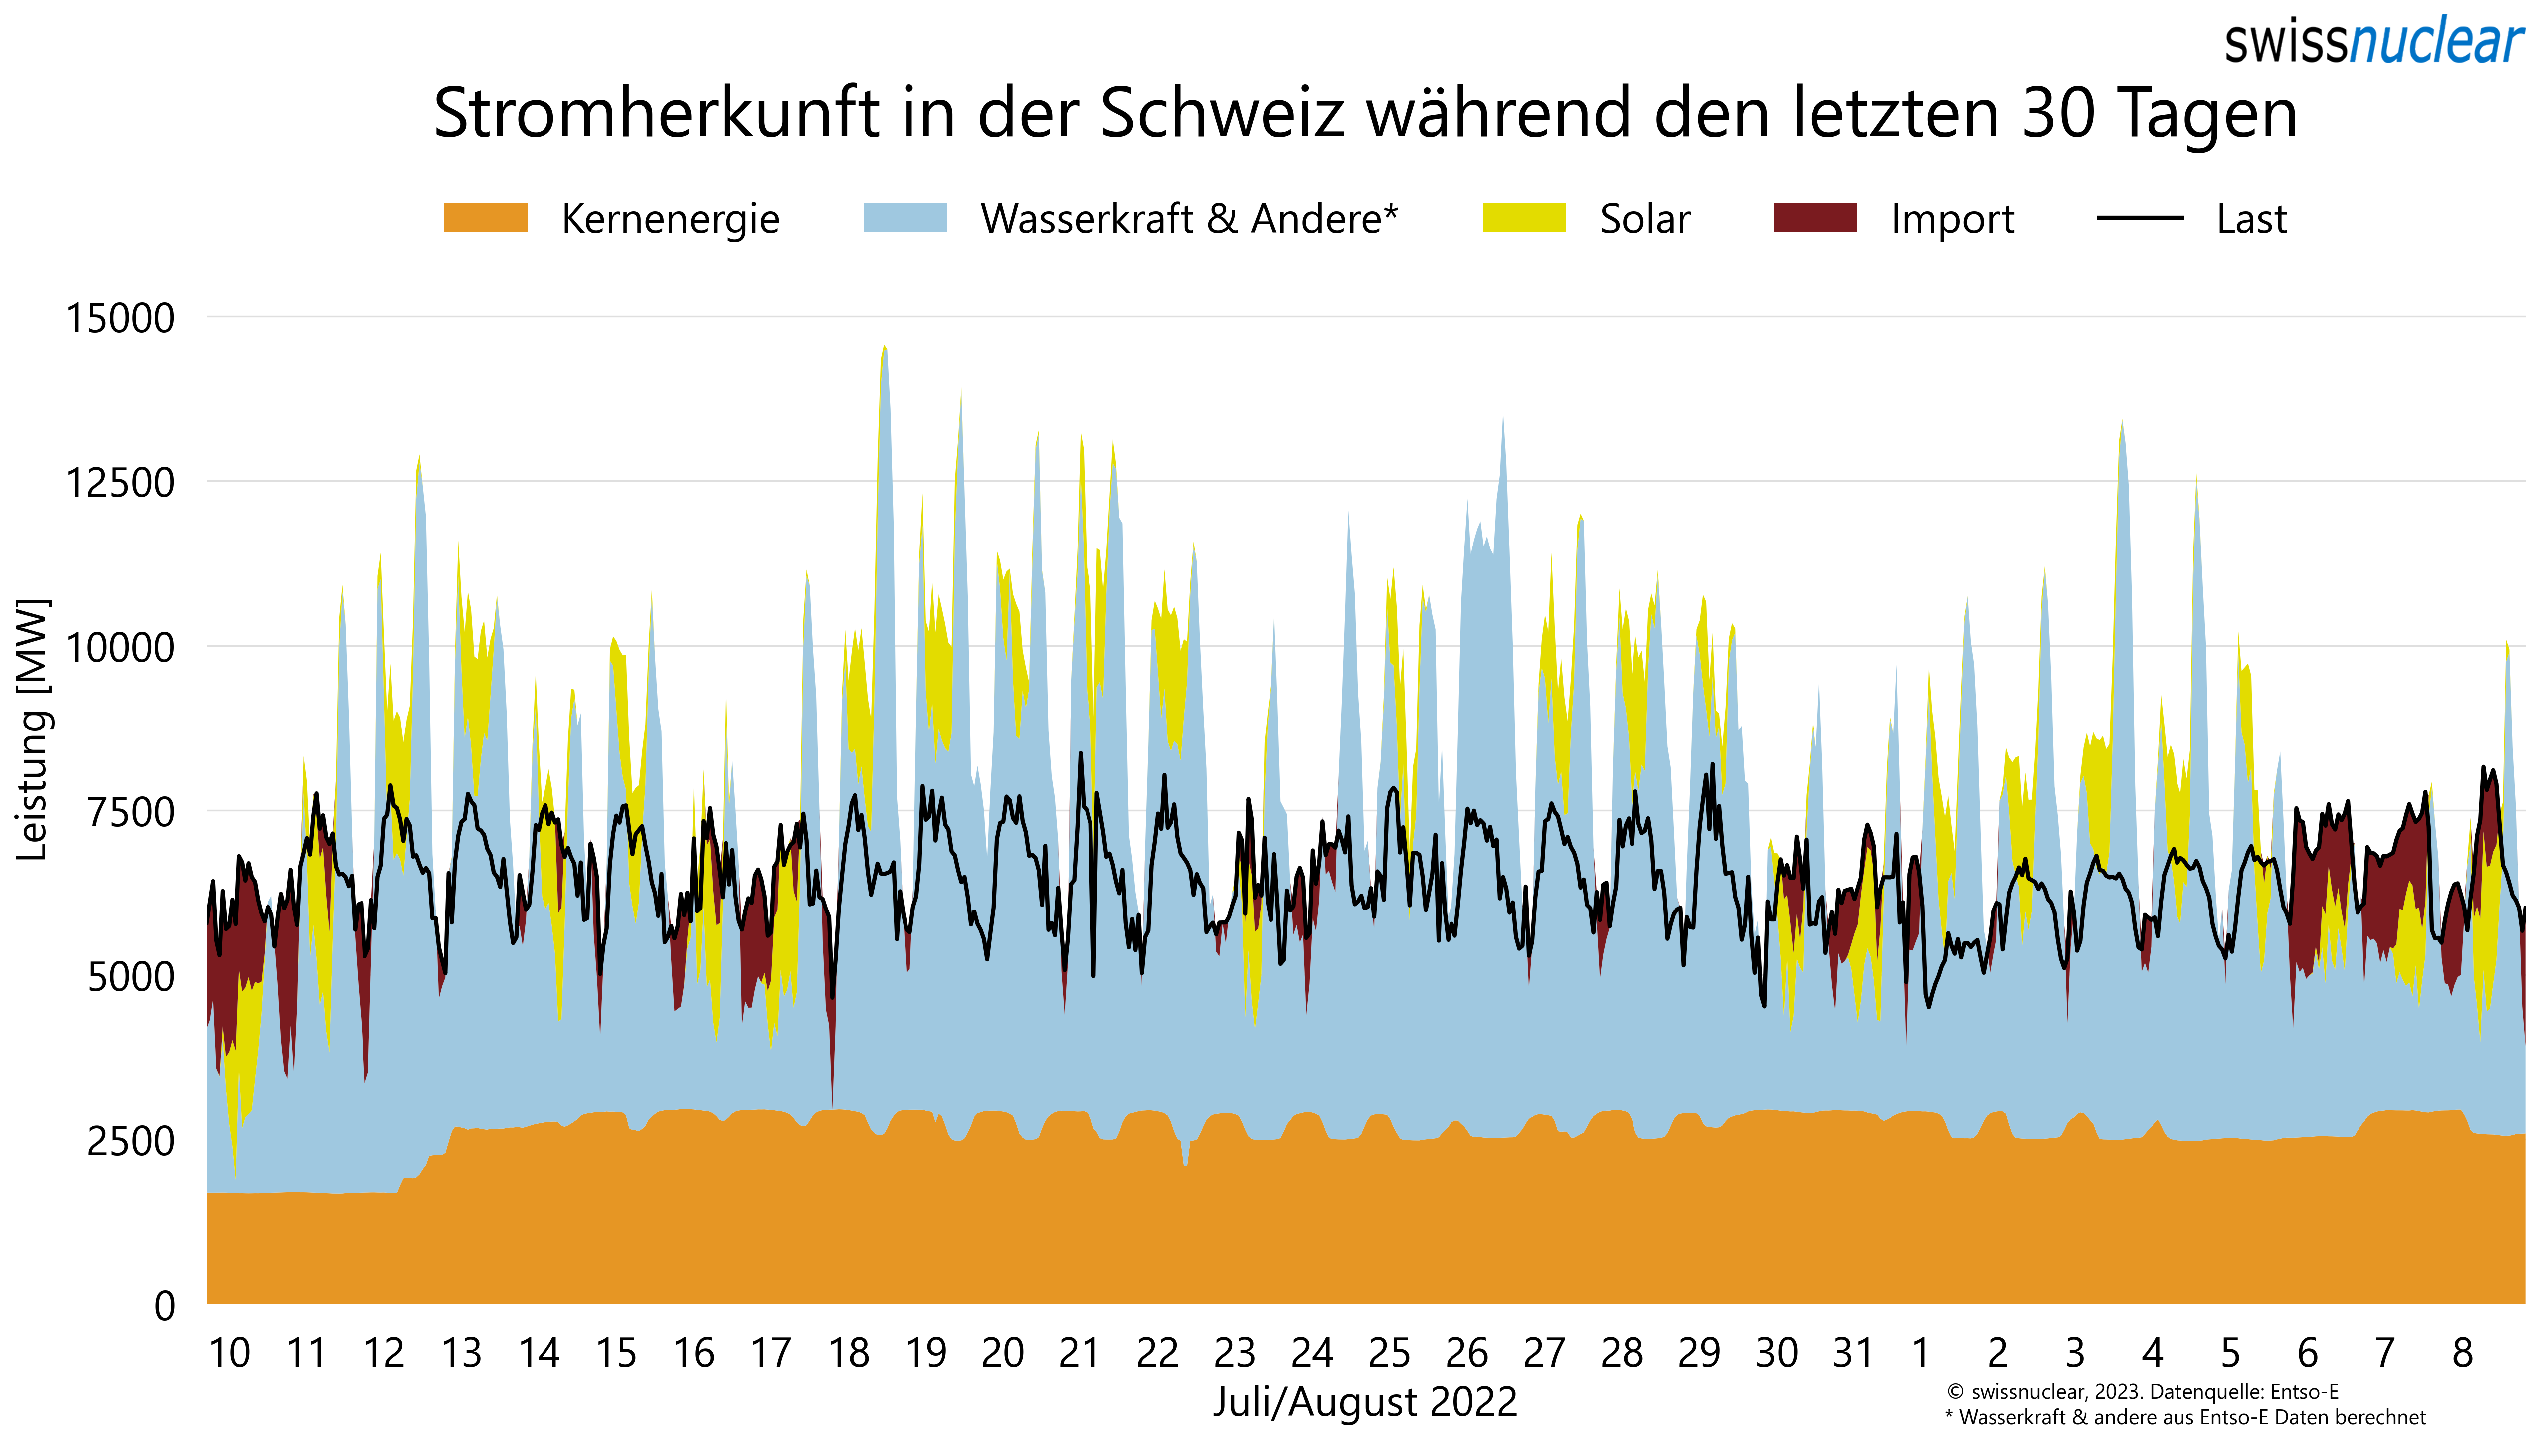 swissnuclear
Stromherkunft in der Schweiz während den letzten 30 Tagen
Kernenergie Wasserkraft & Andere* Solar Import Last
15000
12500
10000
7500
5000
2500
0
Leistung [MW]
10 11 12 13 14 15 16 17 18 19 20 21 22 23 24 25 26 27 28 29 30 31 1 2 3 4 5 6 7 8
Juli/August 2022
© swissnuclear, 2023. Datenquelle: Entso-E
* Wasserkraft & andere aus Entso-E Daten berechnet